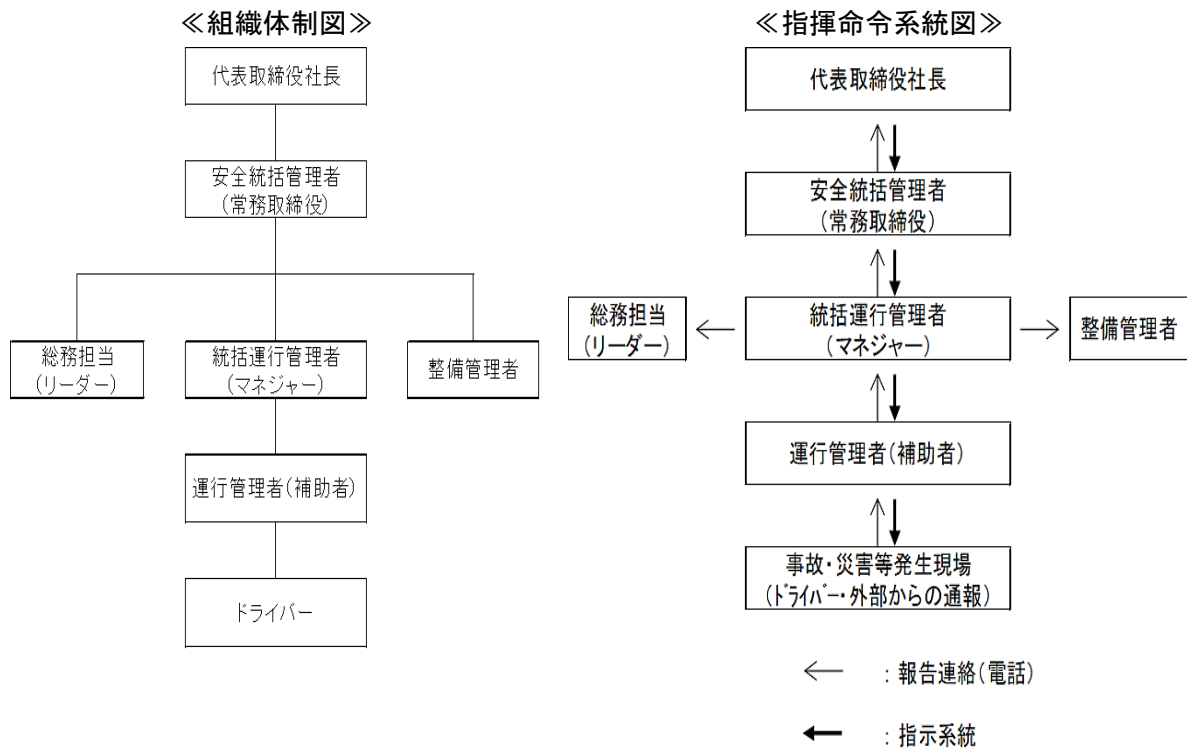 ≪組織体制図≫
代表取締役社長
安全統括管理者
(常務取締役)
総務担当
(リーダー)
統括運行管理者
(マネジャー)
整備管理者
運行管理者(補助者)
ドライバー
≪指揮命令系統図≫
代表取締役社長
安全統括管理者
(常務取締役)
総務担当
(リーダー)
統括運行管理者
(マネジャー)
整備管理者
運行管理者(補助者)
事故・災害等発生現場
(ﾄﾞﾗｲﾊﾞｰ・外部からの通報)
：報告連絡(電話)
：指示系統